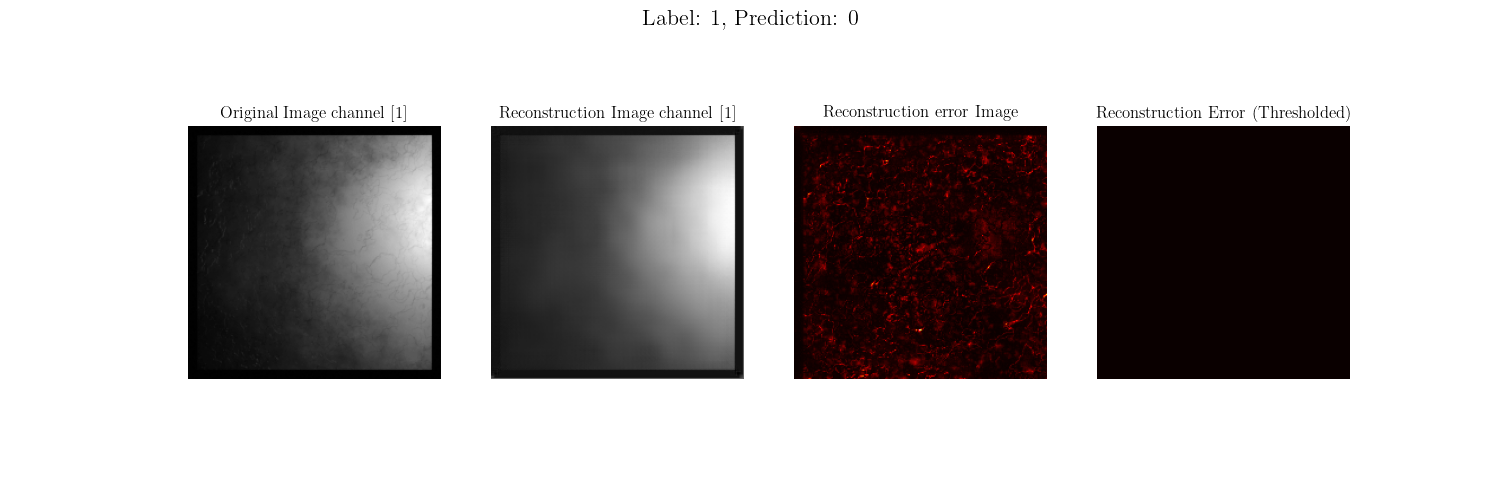 Label: 1, Prediction: 0
Original Image channel [1]
Reconstruction Image channel [1]
Reconstruction error Image
Reconstruction Error (Thresholded)